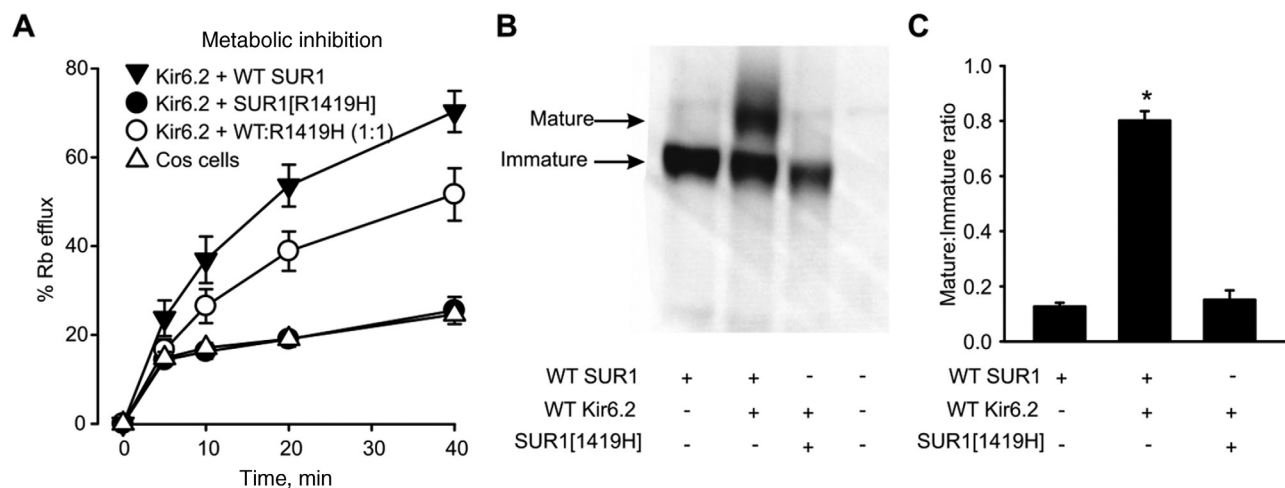 A
Metabolic inhibition
Kir6.2 + WT SUR1
Kir6.2 + SUR1[R1419H]
Kir6.2 + WT:R1419H (1:1)
Cos cells
% Rb efflux
80
60
40
20
0
0 10 20 30 40
Time, min
B
Mature
Immature
WT SUR1 + + - -
WT Kir6.2 - + + -
SUR1[1419H] - - + -
C
Mature:Immature ratio
1.0
0.8
0.6
0.4
0.2
0.0
*
WT SUR1 + + -
WT Kir6.2 - + +
SUR1[1419H] - - +